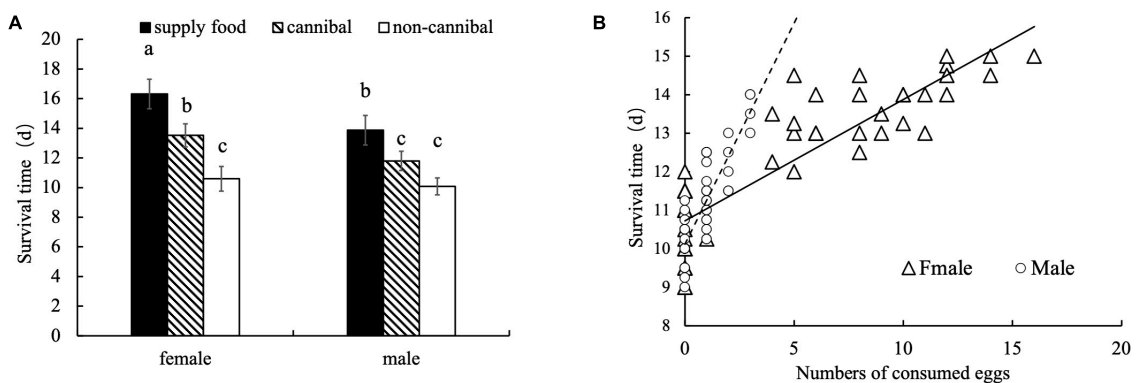 A
supply food cannibal non-cannibal
a
b
c
b
c
c
Survival time (d)
20
18
16
14
12
10
8
6
4
2
0
female male
B
Survival time (d)
16
15
14
13
12
11
10
9
8
Fmale Male
0 5 10 15 20
Numbers of consumed eggs